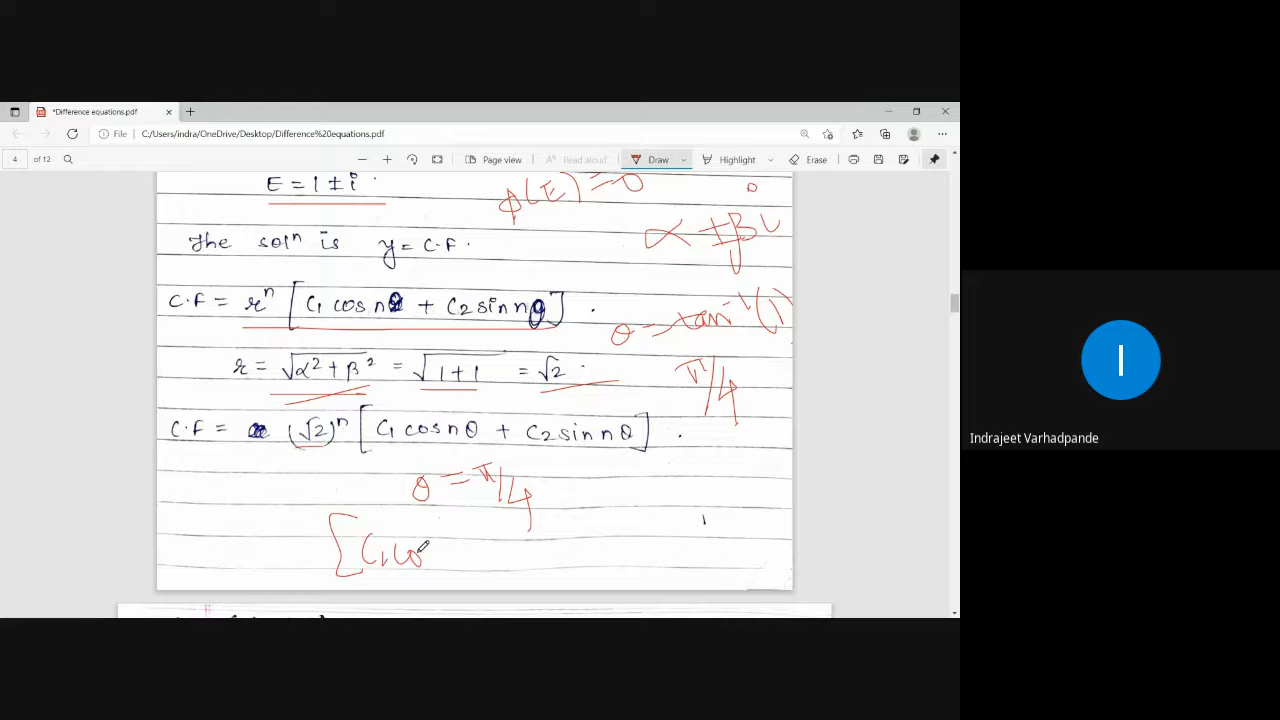 *Difference equations.pdf
File C:/Users/indra/OneDrive/Desktop/Difference%20equations.pdf
4 of 12 Page view Read aloud Draw Highlight Erase
E = 1 ± i .
ϕ(E) = 0
The solⁿ is y = C.F .
α ± βi
C.F = rⁿ [ C₁ cos nθ + C₂ sin nθ ] .
θ = tan⁻¹(1)
r = √α² + β² = √1 + 1 = √2 .
π/4
C.F = (√2)ⁿ [ C₁ cos nθ + C₂ sin nθ ] .
θ = π/4
[ C₁ co
I
Indrajeet Varhadpande